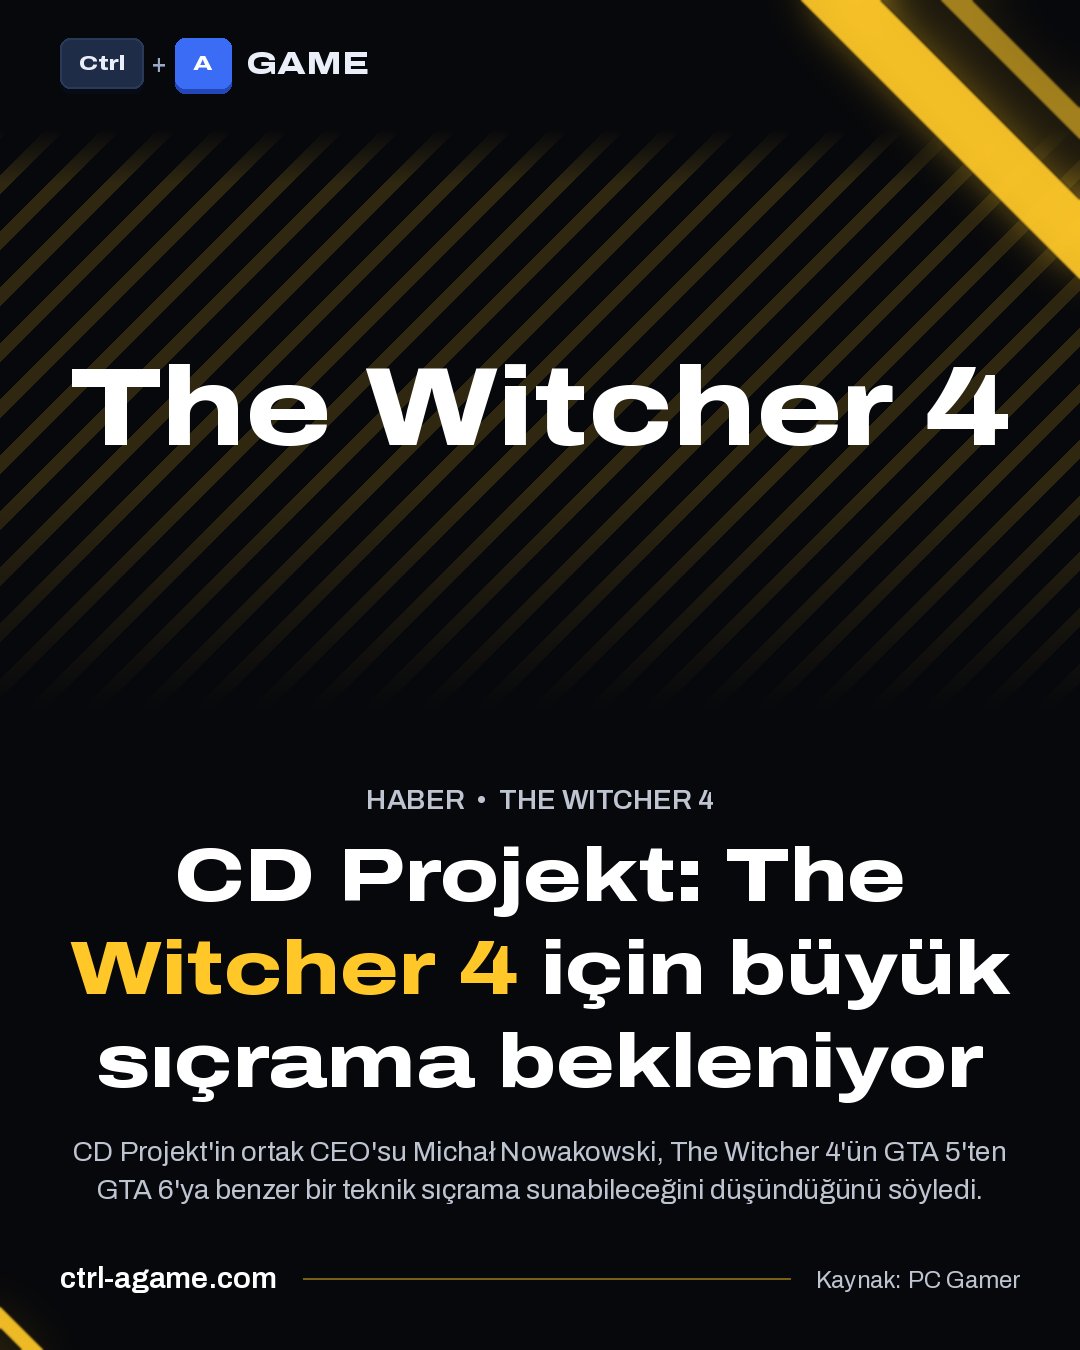 Ctrl + A GAME
The Witcher 4
HABER • THE WITCHER 4
CD Projekt: The
Witcher 4 için büyük
sıçrama bekleniyor
CD Projekt'in ortak CEO'su Michał Nowakowski, The Witcher 4'ün GTA 5'ten
GTA 6'ya benzer bir teknik sıçrama sunabileceğini düşündüğünü söyledi.
ctrl-agame.com
Kaynak: PC Gamer